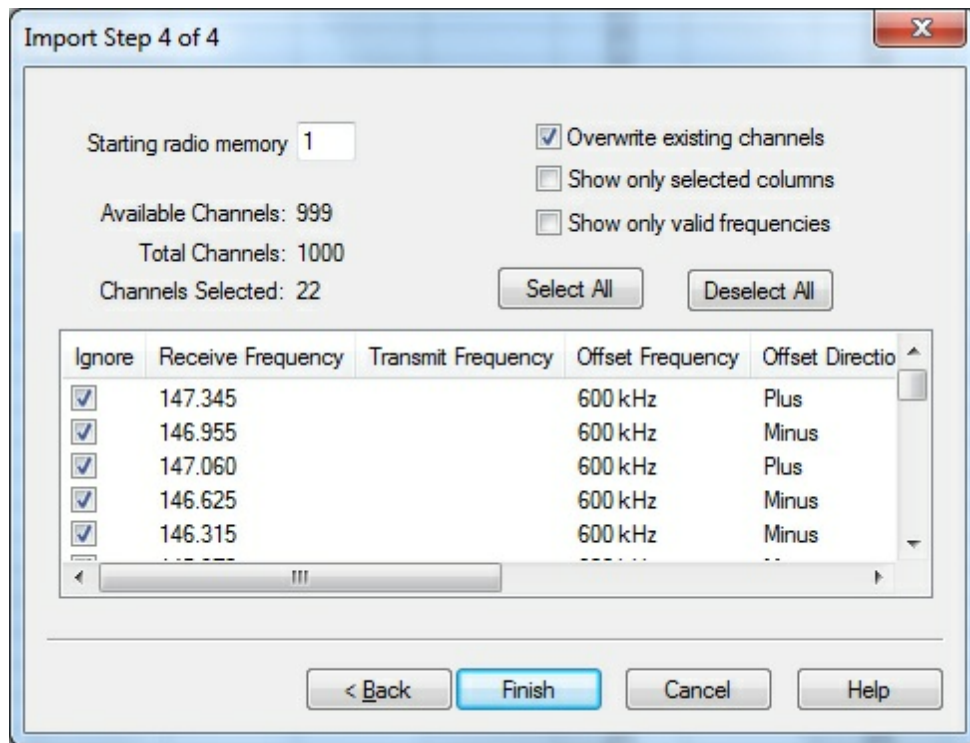 Import Step 4 of 4
Starting radio memory 1
Overwrite existing channels
Show only selected columns
Show only valid frequencies
Available Channels: 999
Total Channels: 1000
Channels Selected: 22
Select All Deselect All
Ignore Receive Frequency Transmit Frequency Offset Frequency Offset Directio
147.345 600 kHz Plus
146.955 600 kHz Minus
147.060 600 kHz Plus
146.625 600 kHz Minus
146.315 600 kHz Minus
< Back Finish Cancel Help